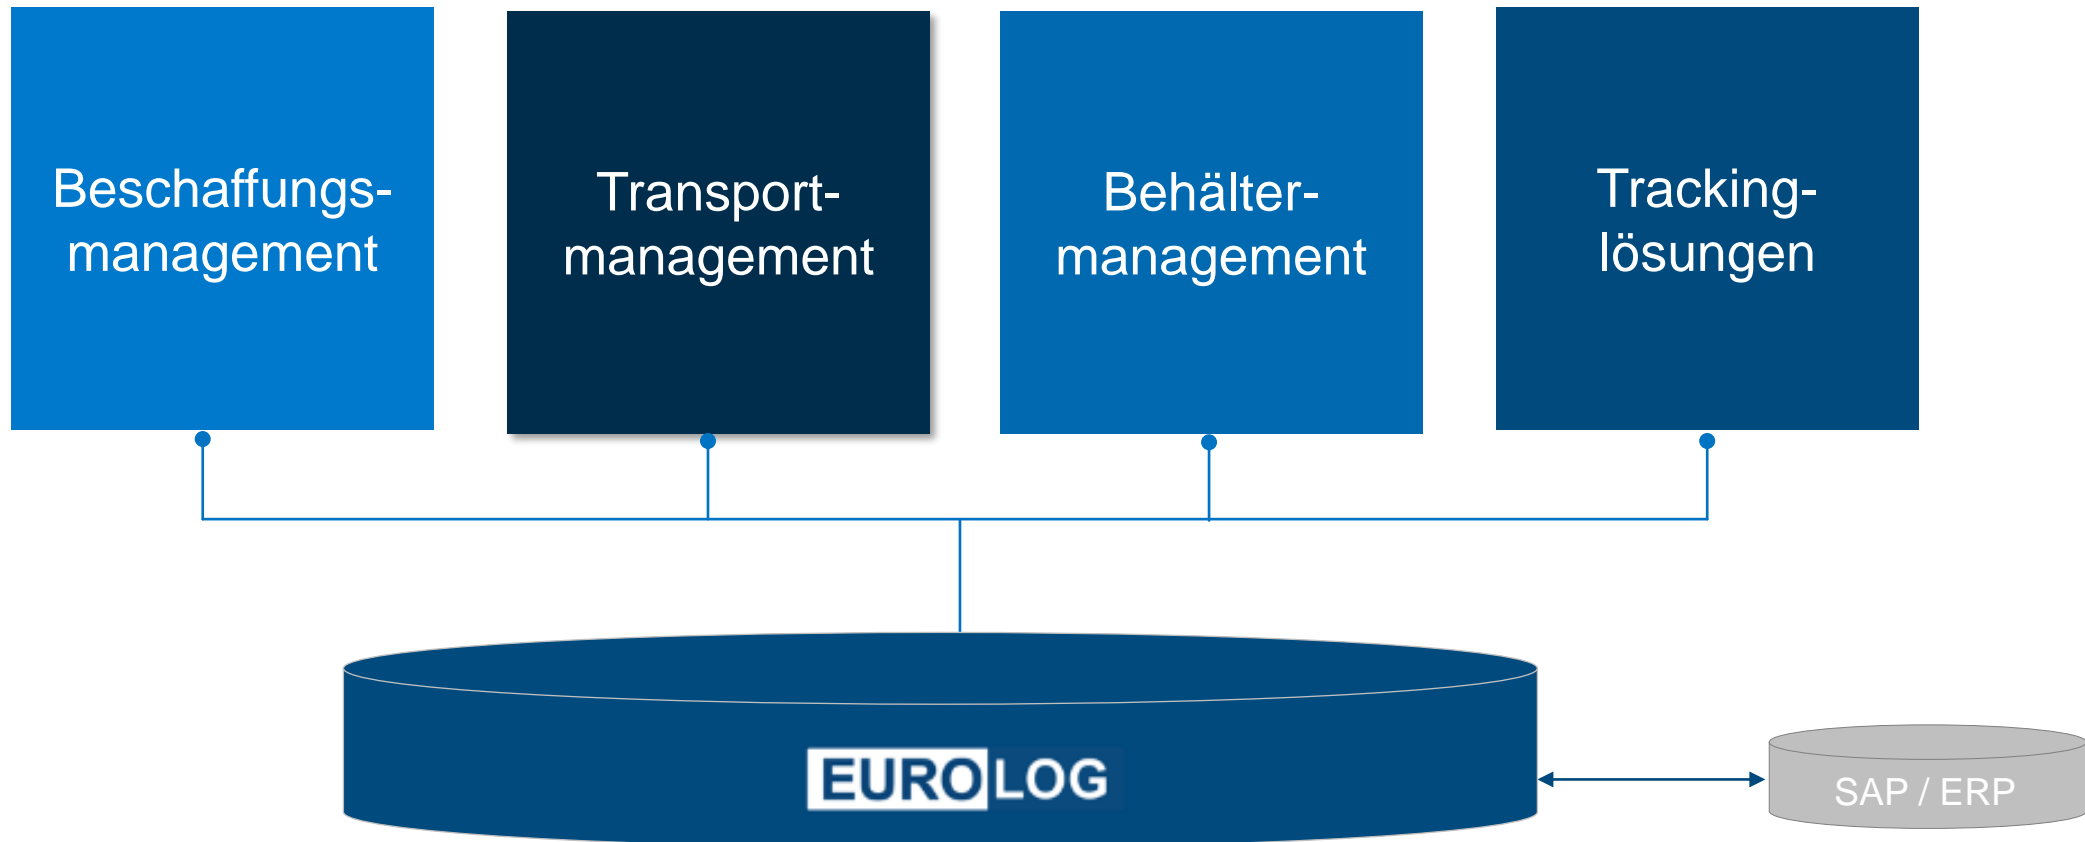 Beschaffungs-
management
Transport-
management
Behälter-
management
Tracking-
lösungen
EUROLOG
SAP / ERP